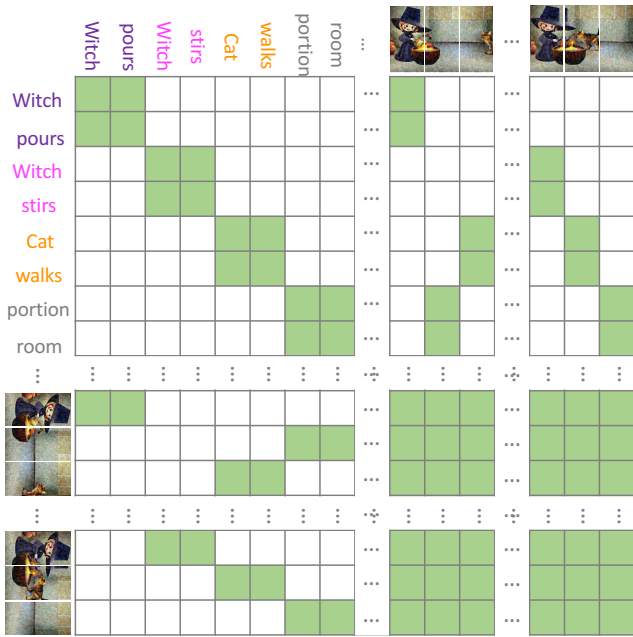 Witch pours Witch stirs Cat walks portion room ... ...
Witch ... ...
pours ... ...
Witch ... ...
stirs ... ...
Cat ... ...
walks ... ...
portion ... ...
room ... ...